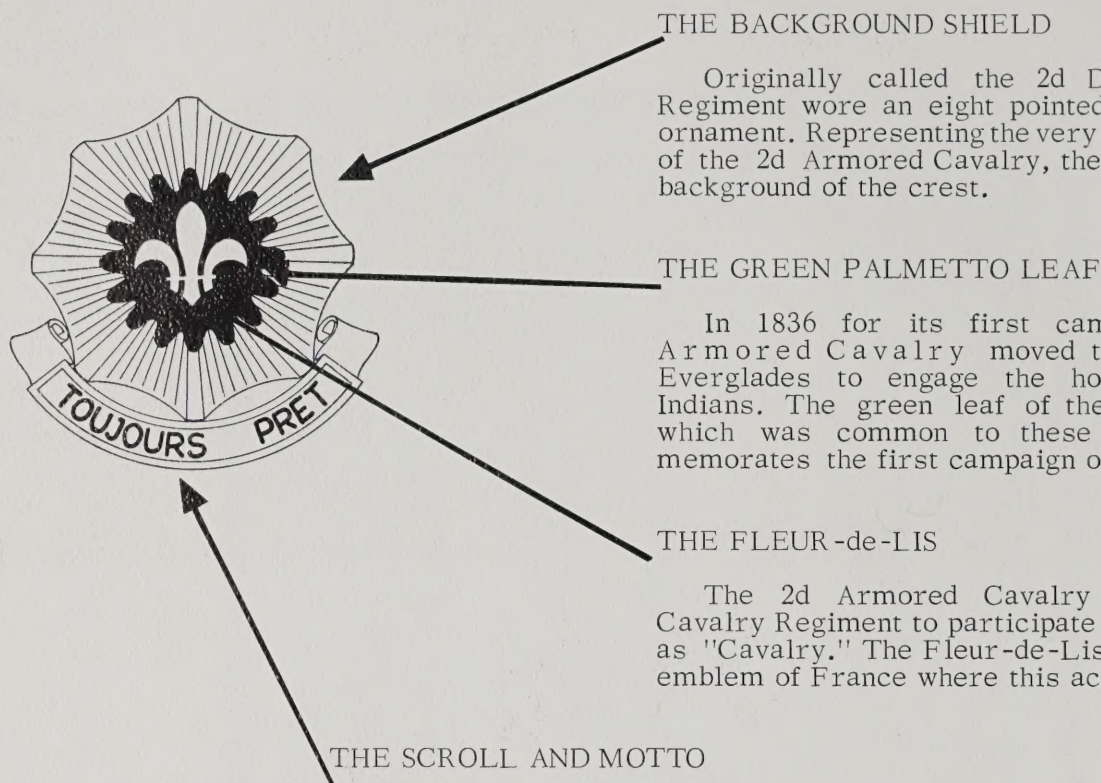 THE BACKGROUND SHIELD
Originally called the 2d
Regiment wore an eight pointed
ornament. Representing the very
of the 2d Armored Cavalry, the
background of the crest.
THE GREEN PALMETTO LEAF
In 1836 for its first
Armored Cavalry moved
Everglades to engage the
Indians. The green leaf of the
which was common to these
memorates the first campaign
THE FLEUR-de-LIS
The 2d Armored Cavalry
Cavalry Regiment to participate
as "Cavalry." The Fleur-de-Lis
emblem of France where this
TOUJOURS PRET
THE SCROLL AND MOTTO